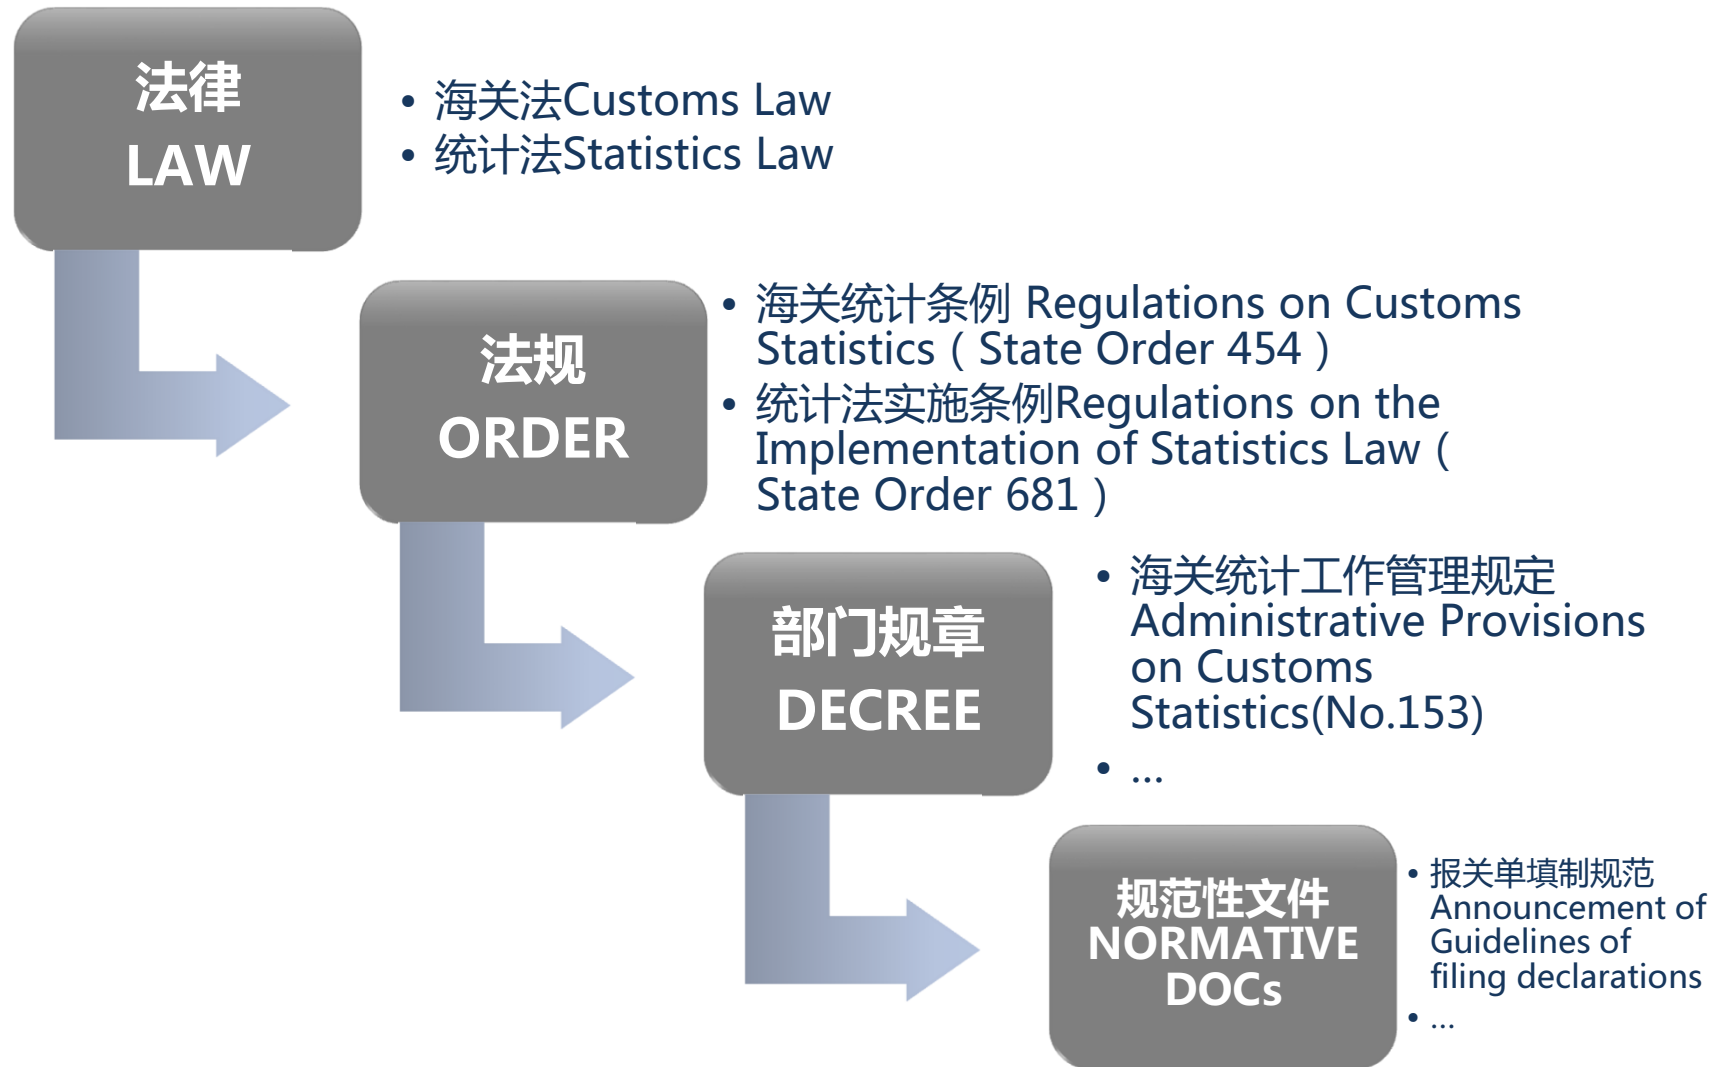 法律
LAW
• 海关法Customs Law
• 统计法Statistics Law
法规
ORDER
• 海关统计条例 Regulations on Customs
Statistics（State Order 454）
• 统计法实施条例Regulations on the
Implementation of Statistics Law（
State Order 681）
部门规章
DECREE
• 海关统计工作管理规定
Administrative Provisions
on Customs
Statistics(No.153)
• ...
规范性文件
NORMATIVE
DOCs
• 报关单填制规范
Announcement of
Guidelines of
filing declarations
• ...